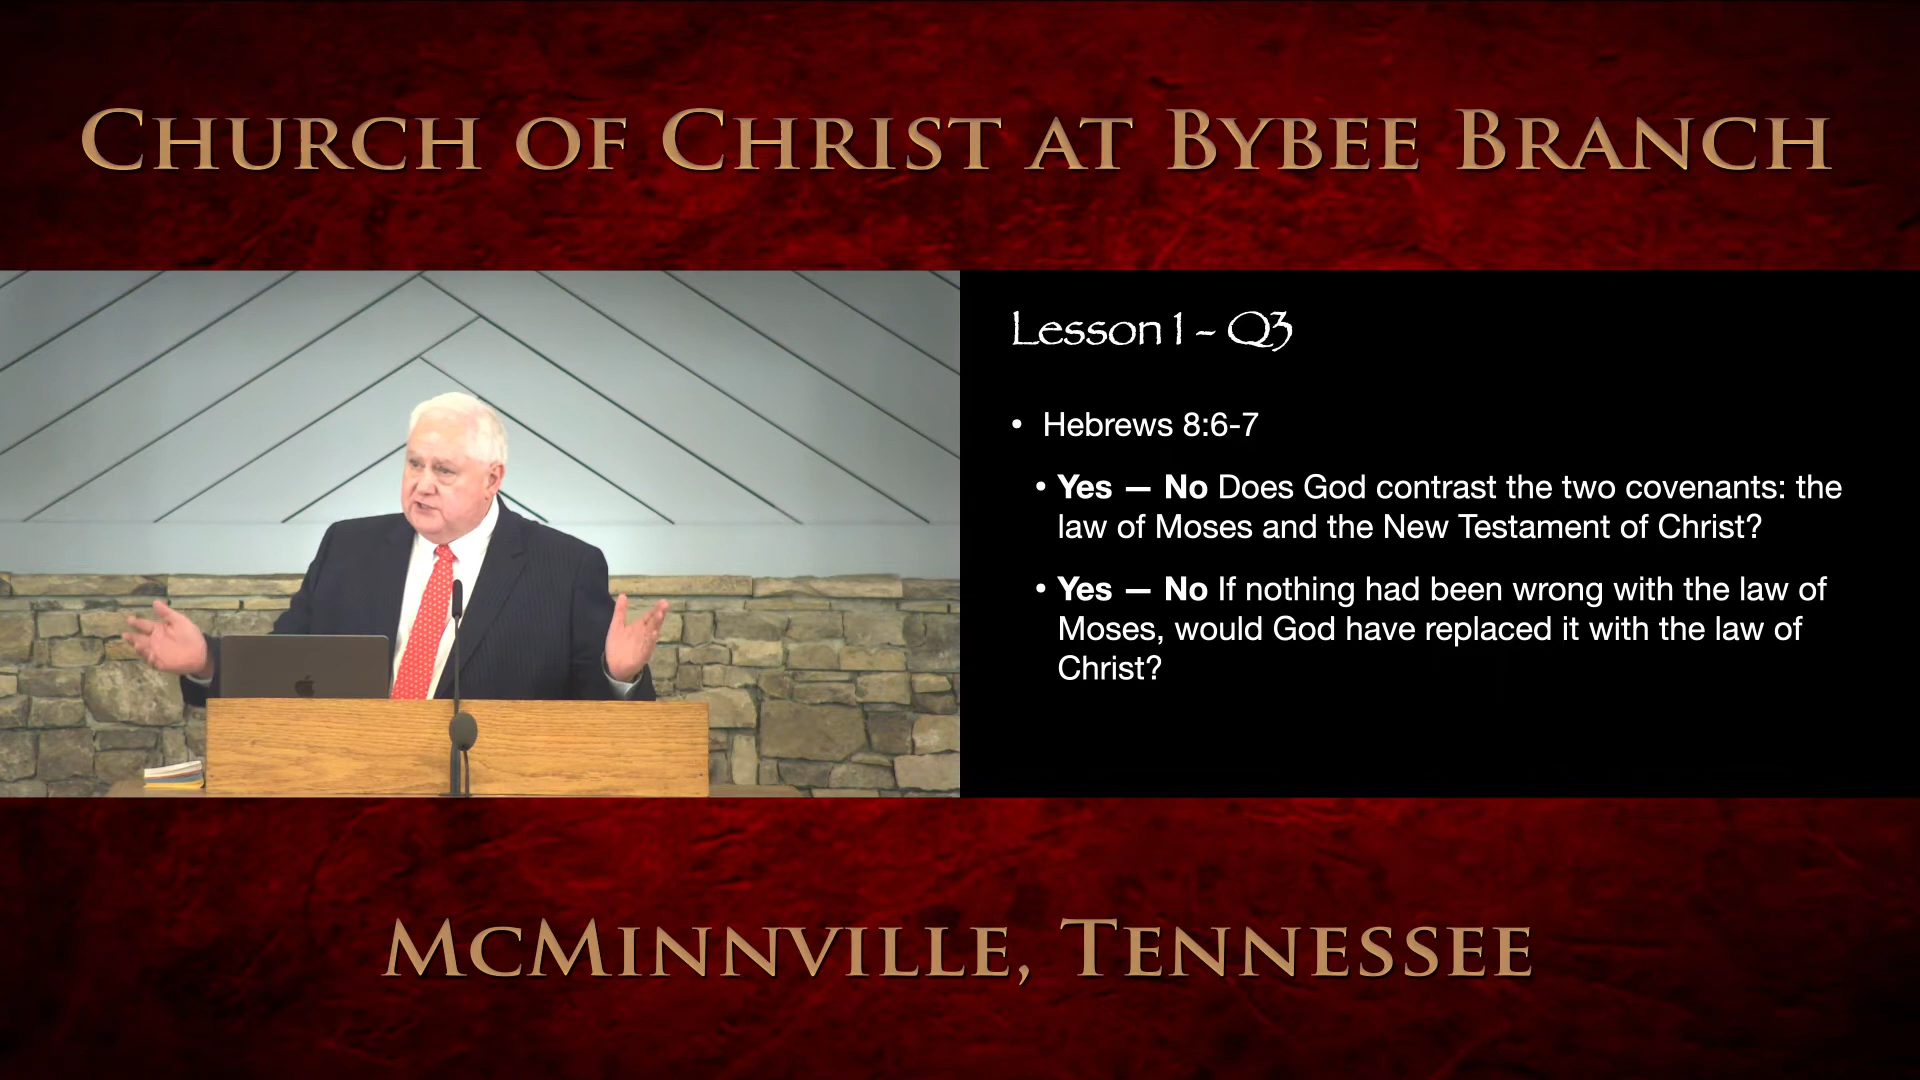 CHURCH OF CHRIST AT BYBEE BRANCH
Lesson 1 – Q3
• Hebrews 8:6-7
• Yes — No Does God contrast the two covenants: the
law of Moses and the New Testament of Christ?
• Yes — No If nothing had been wrong with the law of
Moses, would God have replaced it with the law of
Christ?
MCMINNVILLE, TENNESSEE